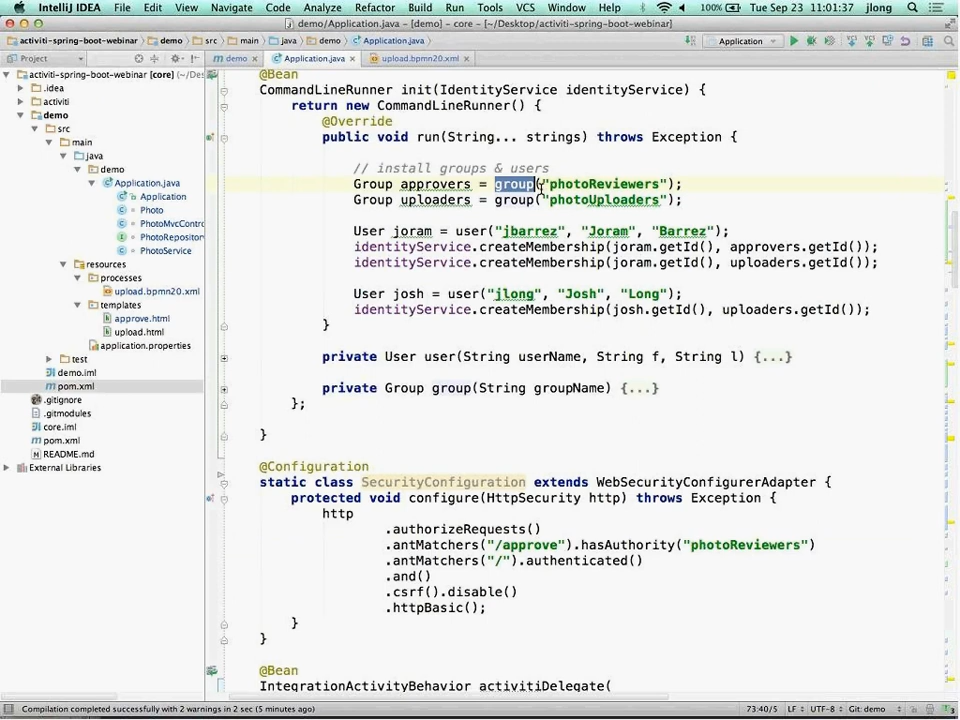 IntelliJ IDEA File Edit View Navigate Code Analyze Refactor Build Run Tools VCS Window Help 100% Tue Sep 23 11:01:37 jlong
demo/Application.java - [demo] - core - [~/Desktop/activiti-spring-boot-webinar]
activiti-spring-boot-webinar demo src main java demo Application.java Application
Project demo Application.java upload.bpmn20.xml
activiti-spring-boot-webinar [core] (~/Des
.idea
activiti
demo
src
main
java
demo
Application.java
Application
Photo
PhotoMvcContro
PhotoRepository
PhotoService
resources
processes
upload.bpmn20.xml
templates
approve.html
upload.html
application.properties
test
demo.iml
pom.xml
.gitignore
.gitmodules
core.iml
pom.xml
README.md
External Libraries
@Bean
CommandLineRunner init(IdentityService identityService) {
return new CommandLineRunner() {
@Override
public void run(String... strings) throws Exception {
// install groups & users
Group approvers = group("photoReviewers");
Group uploaders = group("photoUploaders");
User joram = user("jbarrez", "Joram", "Barrez");
identityService.createMembership(joram.getId(), approvers.getId());
identityService.createMembership(joram.getId(), uploaders.getId());
User josh = user("jlong", "Josh", "Long");
identityService.createMembership(josh.getId(), uploaders.getId());
}
private User user(String userName, String f, String l) {...}
private Group group(String groupName) {...}
};
}
@Configuration
static class SecurityConfiguration extends WebSecurityConfigurerAdapter {
protected void configure(HttpSecurity http) throws Exception {
http
.authorizeRequests()
.antMatchers("/approve").hasAuthority("photoReviewers")
.antMatchers("/").authenticated()
.and()
.csrf().disable()
.httpBasic();
}
}
@Bean
IntegrationActivityBehavior activitiDelegate(
Compilation completed successfully with 2 warnings in 2 sec (5 minutes ago) 73:40/5 LF UTF-8 Git: demo